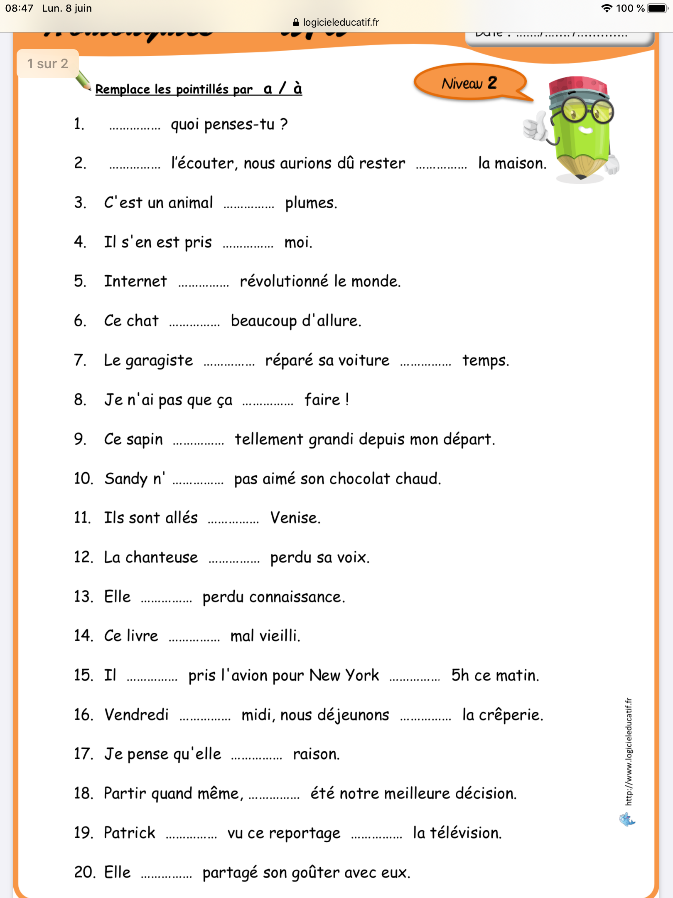 08:47 Lun. 8 juin 100 %
logicieleducatif.fr
1 sur 2
Remplace les pointillés par a / à
Niveau 2
1. .............. quoi penses-tu ?
2. .............. l'écouter, nous aurions dû rester .............. la maison.
3. C'est un animal .............. plumes.
4. Il s'en est pris .............. moi.
5. Internet .............. révolutionné le monde.
6. Ce chat .............. beaucoup d'allure.
7. Le garagiste .............. réparé sa voiture .............. temps.
8. Je n'ai pas que ça .............. faire !
9. Ce sapin .............. tellement grandi depuis mon départ.
10. Sandy n' .............. pas aimé son chocolat chaud.
11. Ils sont allés .............. Venise.
12. La chanteuse .............. perdu sa voix.
13. Elle .............. perdu connaissance.
14. Ce livre .............. mal vieilli.
15. Il .............. pris l'avion pour New York .............. 5h ce matin.
16. Vendredi .............. midi, nous déjeunons .............. la crêperie.
17. Je pense qu'elle .............. raison.
18. Partir quand même, .............. été notre meilleure décision.
19. Patrick .............. vu ce reportage .............. la télévision.
20. Elle .............. partagé son goûter avec eux.
http://www.logicieleducatif.fr